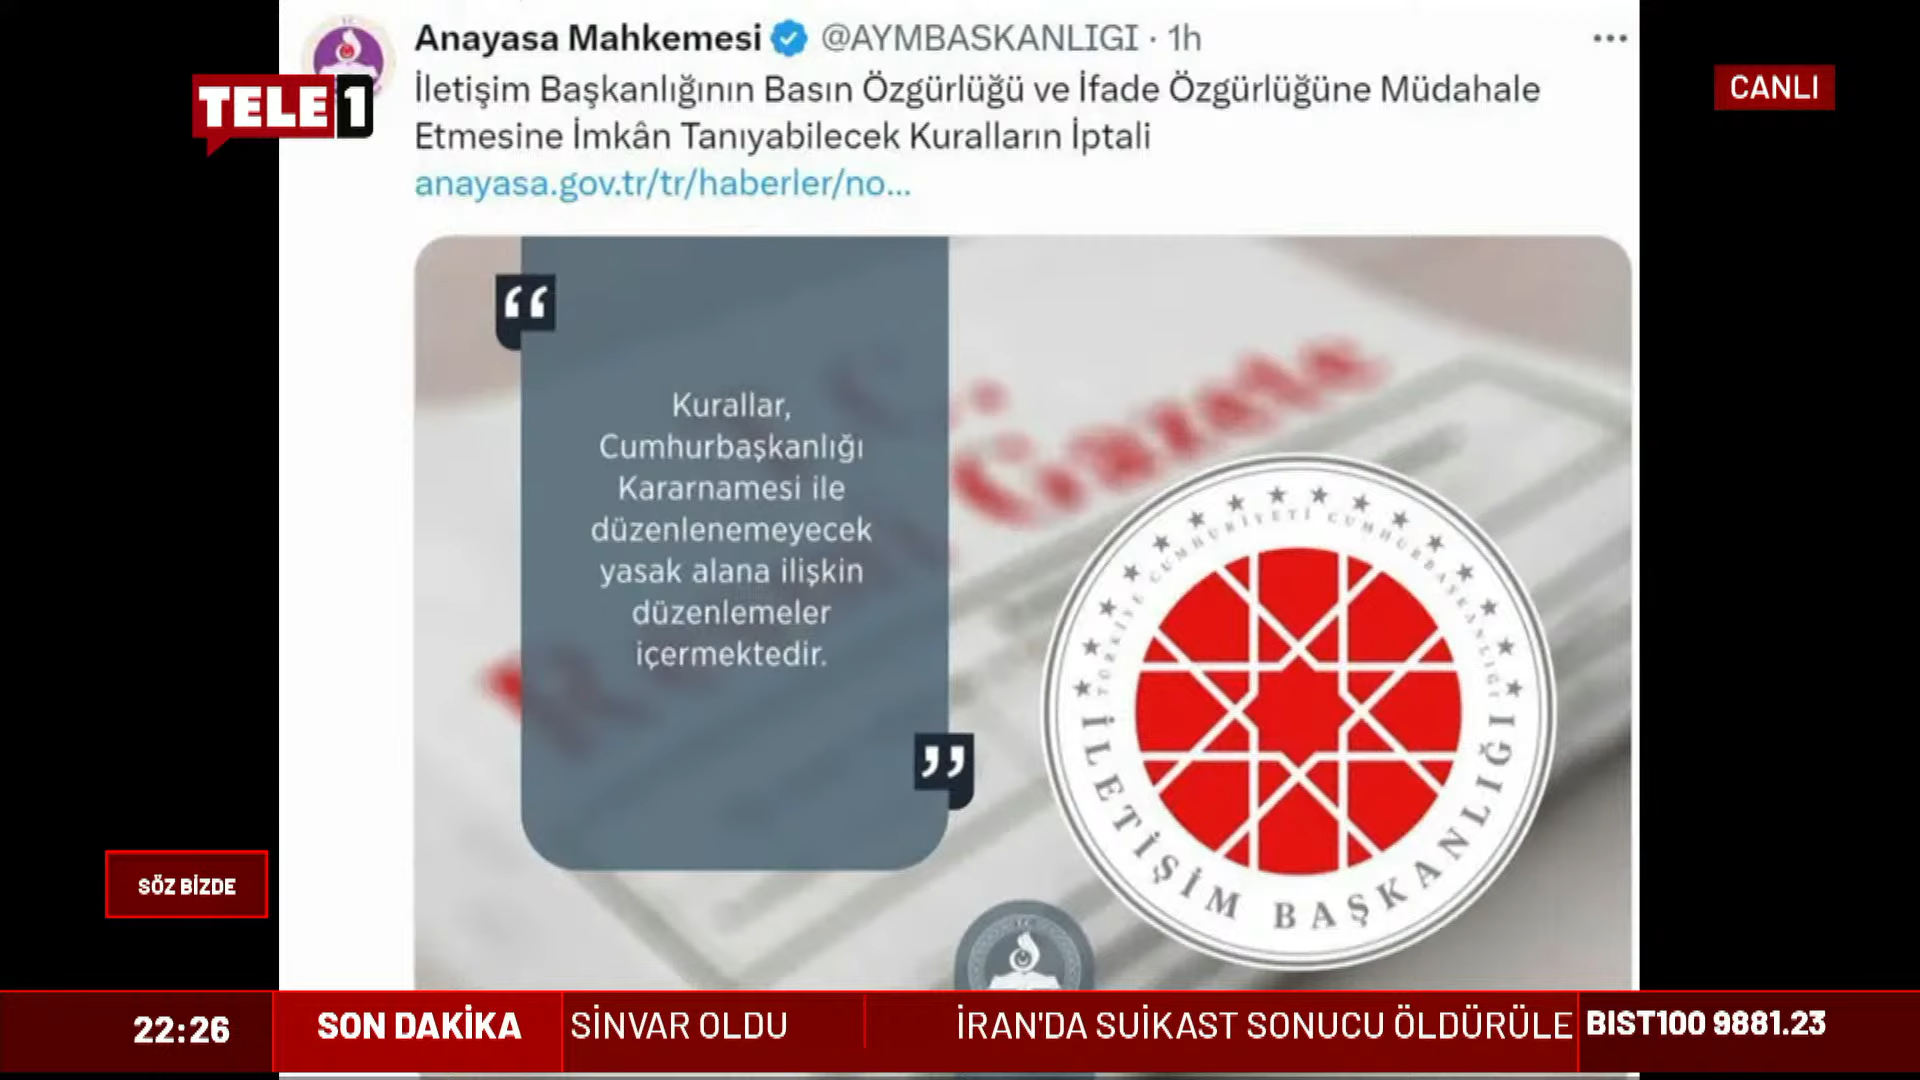 Anayasa Mahkemesi @AYMBASKANLIGI · 1h
İletişim Başkanlığının Basın Özgürlüğü ve İfade Özgürlüğüne Müdahale
Etmesine İmkân Tanıyabilecek Kuralların İptali
anayasa.gov.tr/tr/haberler/no...
TELE1
CANLI
“
Kurallar,
Cumhurbaşkanlığı
Kararnamesi ile
düzenlenemeyecek
yasak alana ilişkin
düzenlemeler
içermektedir.
”
Gazete
TÜRKİYE CUMHURİYETİ CUMHURBAŞKANLIĞI
İLETİŞİM BAŞKANLIĞI
SÖZ BİZDE
22:26
SON DAKİKA
SİNVAR OLDU
İRAN'DA SUİKAST SONUCU ÖLDÜRÜLE
BIST100 9881.23